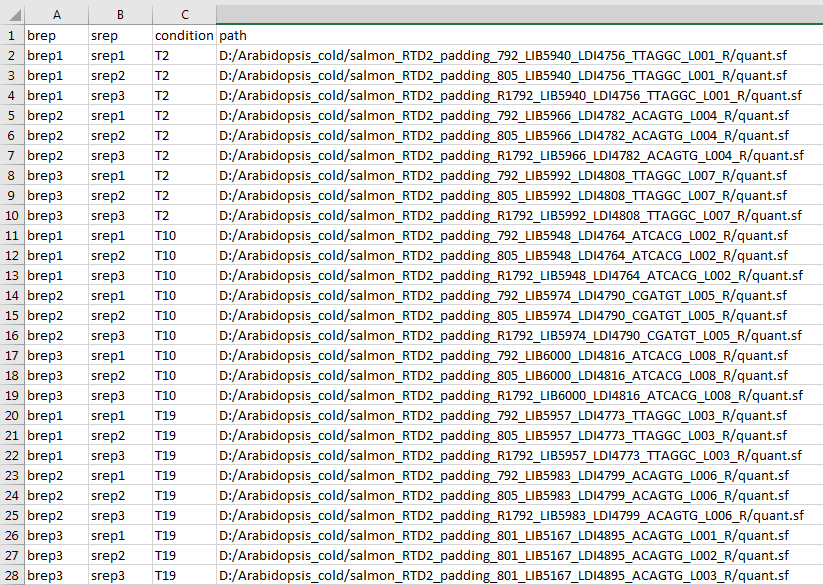 A B C
1 brep srep condition path
2 brep1 srep1 T2 D:/Arabidopsis_cold/salmon_RTD2_padding_792_LIB5940_LDI4756_TTAGGC_L001_R/quant.sf
3 brep1 srep2 T2 D:/Arabidopsis_cold/salmon_RTD2_padding_805_LIB5940_LDI4756_TTAGGC_L001_R/quant.sf
4 brep1 srep3 T2 D:/Arabidopsis_cold/salmon_RTD2_padding_R1792_LIB5940_LDI4756_TTAGGC_L001_R/quant.sf
5 brep2 srep1 T2 D:/Arabidopsis_cold/salmon_RTD2_padding_792_LIB5966_LDI4782_ACAGTG_L004_R/quant.sf
6 brep2 srep2 T2 D:/Arabidopsis_cold/salmon_RTD2_padding_805_LIB5966_LDI4782_ACAGTG_L004_R/quant.sf
7 brep2 srep3 T2 D:/Arabidopsis_cold/salmon_RTD2_padding_R1792_LIB5966_LDI4782_ACAGTG_L004_R/quant.sf
8 brep3 srep1 T2 D:/Arabidopsis_cold/salmon_RTD2_padding_792_LIB5992_LDI4808_TTAGGC_L007_R/quant.sf
9 brep3 srep2 T2 D:/Arabidopsis_cold/salmon_RTD2_padding_805_LIB5992_LDI4808_TTAGGC_L007_R/quant.sf
10 brep3 srep3 T2 D:/Arabidopsis_cold/salmon_RTD2_padding_R1792_LIB5992_LDI4808_TTAGGC_L007_R/quant.sf
11 brep1 srep1 T10 D:/Arabidopsis_cold/salmon_RTD2_padding_792_LIB5948_LDI4764_ATCACG_L002_R/quant.sf
12 brep1 srep2 T10 D:/Arabidopsis_cold/salmon_RTD2_padding_805_LIB5948_LDI4764_ATCACG_L002_R/quant.sf
13 brep1 srep3 T10 D:/Arabidopsis_cold/salmon_RTD2_padding_R1792_LIB5948_LDI4764_ATCACG_L002_R/quant.sf
14 brep2 srep1 T10 D:/Arabidopsis_cold/salmon_RTD2_padding_792_LIB5974_LDI4790_CGATGT_L005_R/quant.sf
15 brep2 srep2 T10 D:/Arabidopsis_cold/salmon_RTD2_padding_805_LIB5974_LDI4790_CGATGT_L005_R/quant.sf
16 brep2 srep3 T10 D:/Arabidopsis_cold/salmon_RTD2_padding_R1792_LIB5974_LDI4790_CGATGT_L005_R/quant.sf
17 brep3 srep1 T10 D:/Arabidopsis_cold/salmon_RTD2_padding_792_LIB6000_LDI4816_ATCACG_L008_R/quant.sf
18 brep3 srep2 T10 D:/Arabidopsis_cold/salmon_RTD2_padding_805_LIB6000_LDI4816_ATCACG_L008_R/quant.sf
19 brep3 srep3 T10 D:/Arabidopsis_cold/salmon_RTD2_padding_R1792_LIB6000_LDI4816_ATCACG_L008_R/quant.sf
20 brep1 srep1 T19 D:/Arabidopsis_cold/salmon_RTD2_padding_792_LIB5957_LDI4773_TTAGGC_L003_R/quant.sf
21 brep1 srep2 T19 D:/Arabidopsis_cold/salmon_RTD2_padding_805_LIB5957_LDI4773_TTAGGC_L003_R/quant.sf
22 brep1 srep3 T19 D:/Arabidopsis_cold/salmon_RTD2_padding_R1792_LIB5957_LDI4773_TTAGGC_L003_R/quant.sf
23 brep2 srep1 T19 D:/Arabidopsis_cold/salmon_RTD2_padding_792_LIB5983_LDI4799_ACAGTG_L006_R/quant.sf
24 brep2 srep2 T19 D:/Arabidopsis_cold/salmon_RTD2_padding_805_LIB5983_LDI4799_ACAGTG_L006_R/quant.sf
25 brep2 srep3 T19 D:/Arabidopsis_cold/salmon_RTD2_padding_R1792_LIB5983_LDI4799_ACAGTG_L006_R/quant.sf
26 brep3 srep1 T19 D:/Arabidopsis_cold/salmon_RTD2_padding_801_LIB5167_LDI4895_ACAGTG_L001_R/quant.sf
27 brep3 srep2 T19 D:/Arabidopsis_cold/salmon_RTD2_padding_801_LIB5167_LDI4895_ACAGTG_L002_R/quant.sf
28 brep3 srep3 T19 D:/Arabidopsis_cold/salmon_RTD2_padding_801_LIB5167_LDI4895_ACAGTG_L003_R/quant.sf